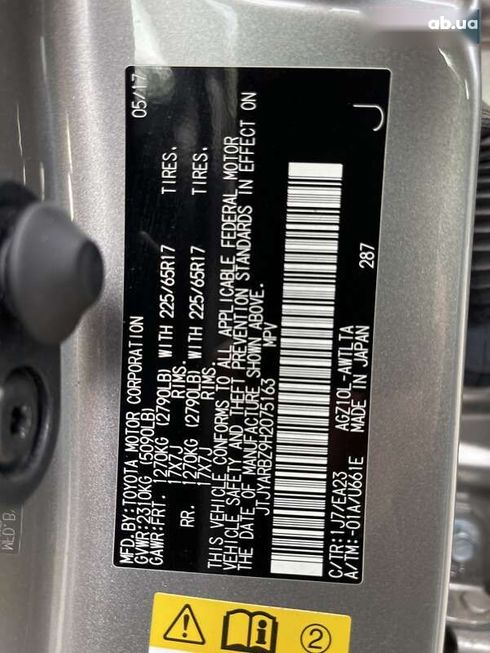 ab.ua
MFD.BY:TOYOTA MOTOR CORPORATION 05/17
GVWR:2310KG (5090LB)
GAWR:FRT. 1270KG (2790LB) WITH 225/65R17 TIRES.
17X7J RIMS.
RR. 1270KG (2790LB) WITH 225/65R17 TIRES.
17X7J RIMS.
THIS VEHICLE CONFORMS TO ALL APPLICABLE FEDERAL MOTOR
VEHICLE SAFETY AND THEFT PREVENTION STANDARDS IN EFFECT ON
THE DATE OF MANUFACTURE SHOWN ABOVE.
JTJYARBZ9H2075163 MPV
C/TR:1J7/EA23 AGZ10L-AWTLTA 287
A/TM:-01A/U661E MADE IN JAPAN
J
2